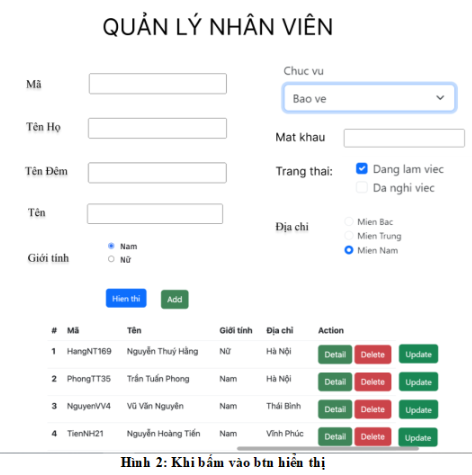 QUẢN LÝ NHÂN VIÊN
Mã
Tên Họ
Tên Đêm
Tên
Giới tính
Nam
Nữ
Chuc vu
Bao ve
Mat khau
Trang thai:
Dang lam viec
Da nghi viec
Địa chi
Mien Bac
Mien Trung
Mien Nam
Hien thi Add
# Mã Tên Giới tính Địa chi Action
1 HangNT169 Nguyễn Thuý Hằng Nữ Hà Nội Detail Delete Update
2 PhongTT35 Trần Tuấn Phong Nam Hà Nội Detail Delete Update
3 NguyenVV4 Vũ Văn Nguyên Nam Thái Bình Detail Delete Update
4 TienNH21 Nguyễn Hoàng Tiến Nam Vĩnh Phúc Detail Delete Update
Hình 2: Khi bấm vào btn hiển thị